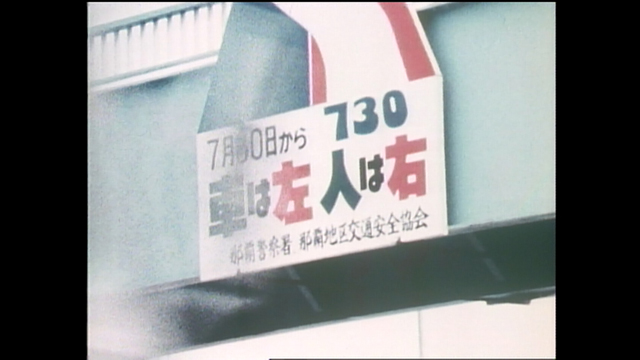 730
7月30日から
車は左 人は右
那覇警察署、那覇地区交通安全協会